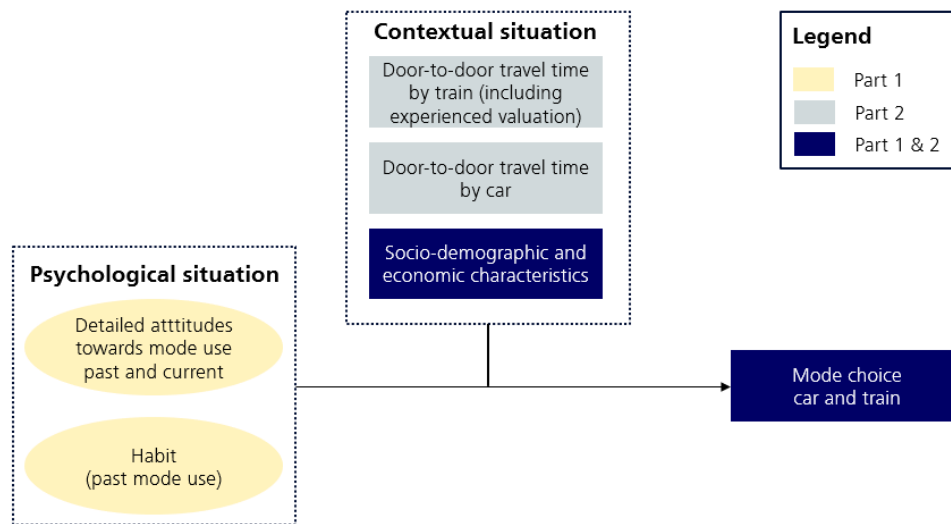 Contextual situation
Door-to-door travel time
by train (including
experienced valuation)
Door-to-door travel time
by car
Socio-demographic and
economic characteristics
Legend
Part 1
Part 2
Part 1 & 2
Psychological situation
Detailed atttitudes
towards mode use
past and current
Habit
(past mode use)
Mode choice
car and train